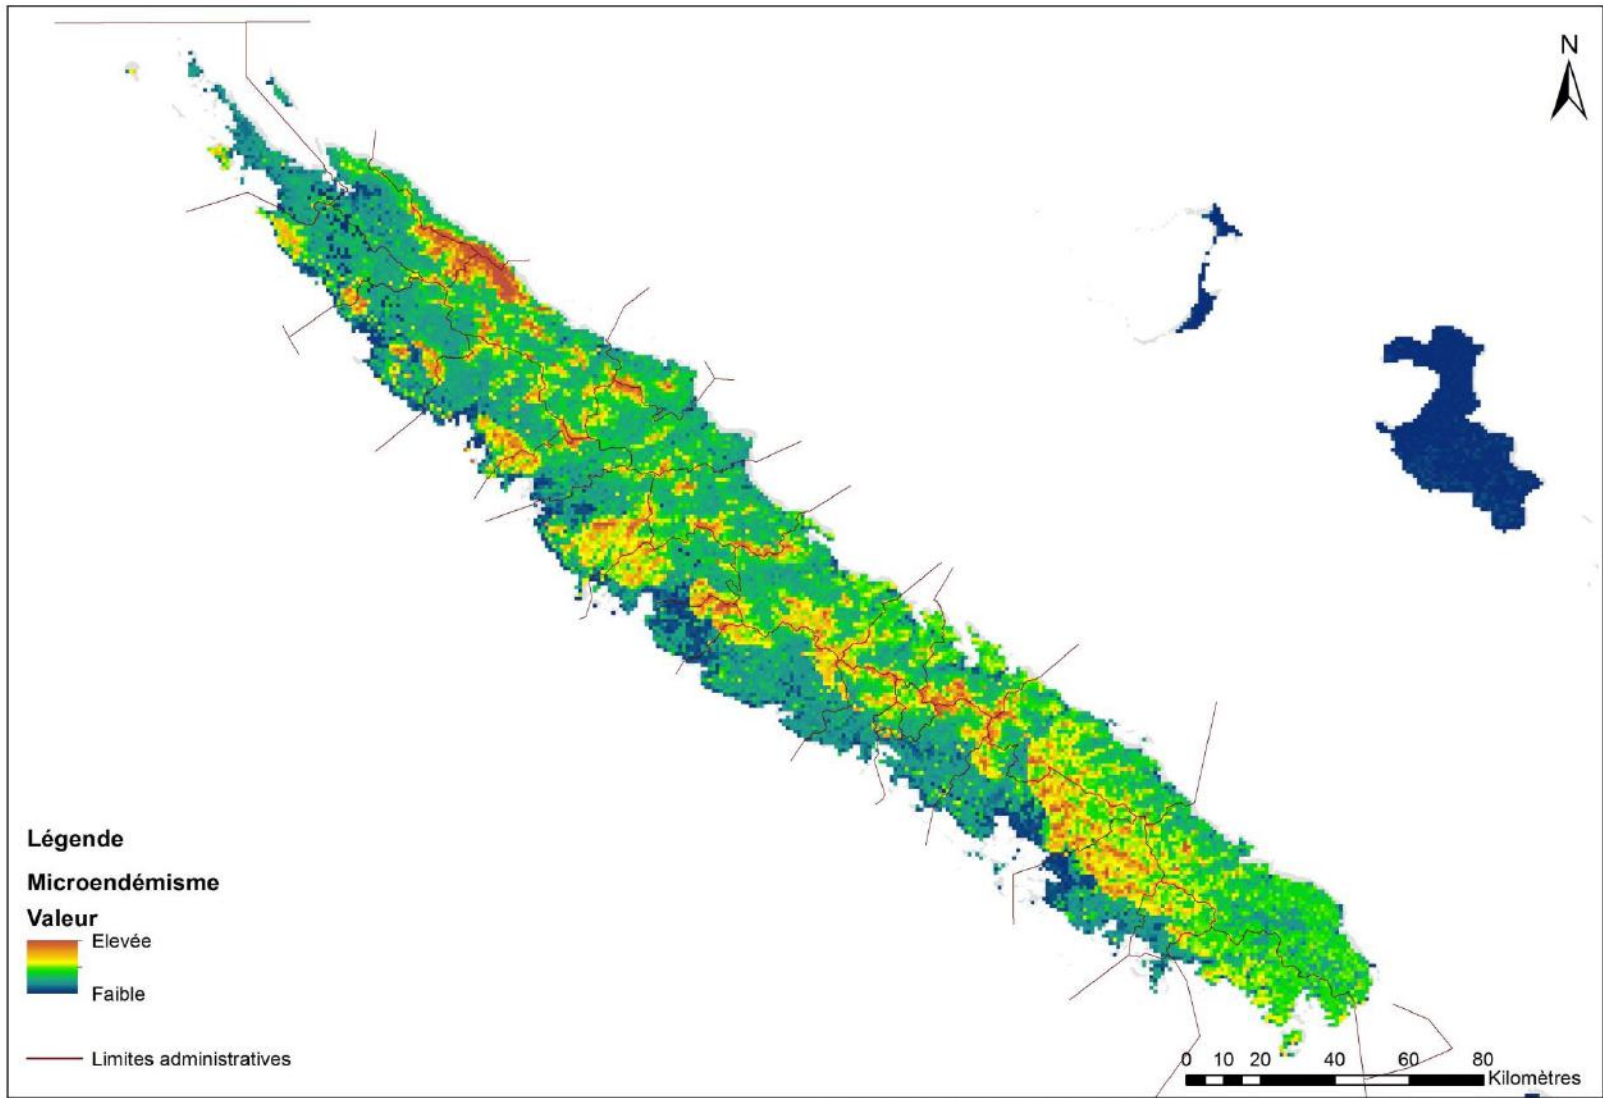 N
Légende
Microendémisme
Valeur
Elevée
Faible
Limites administratives
0 10 20 40 60 80
Kilomètres